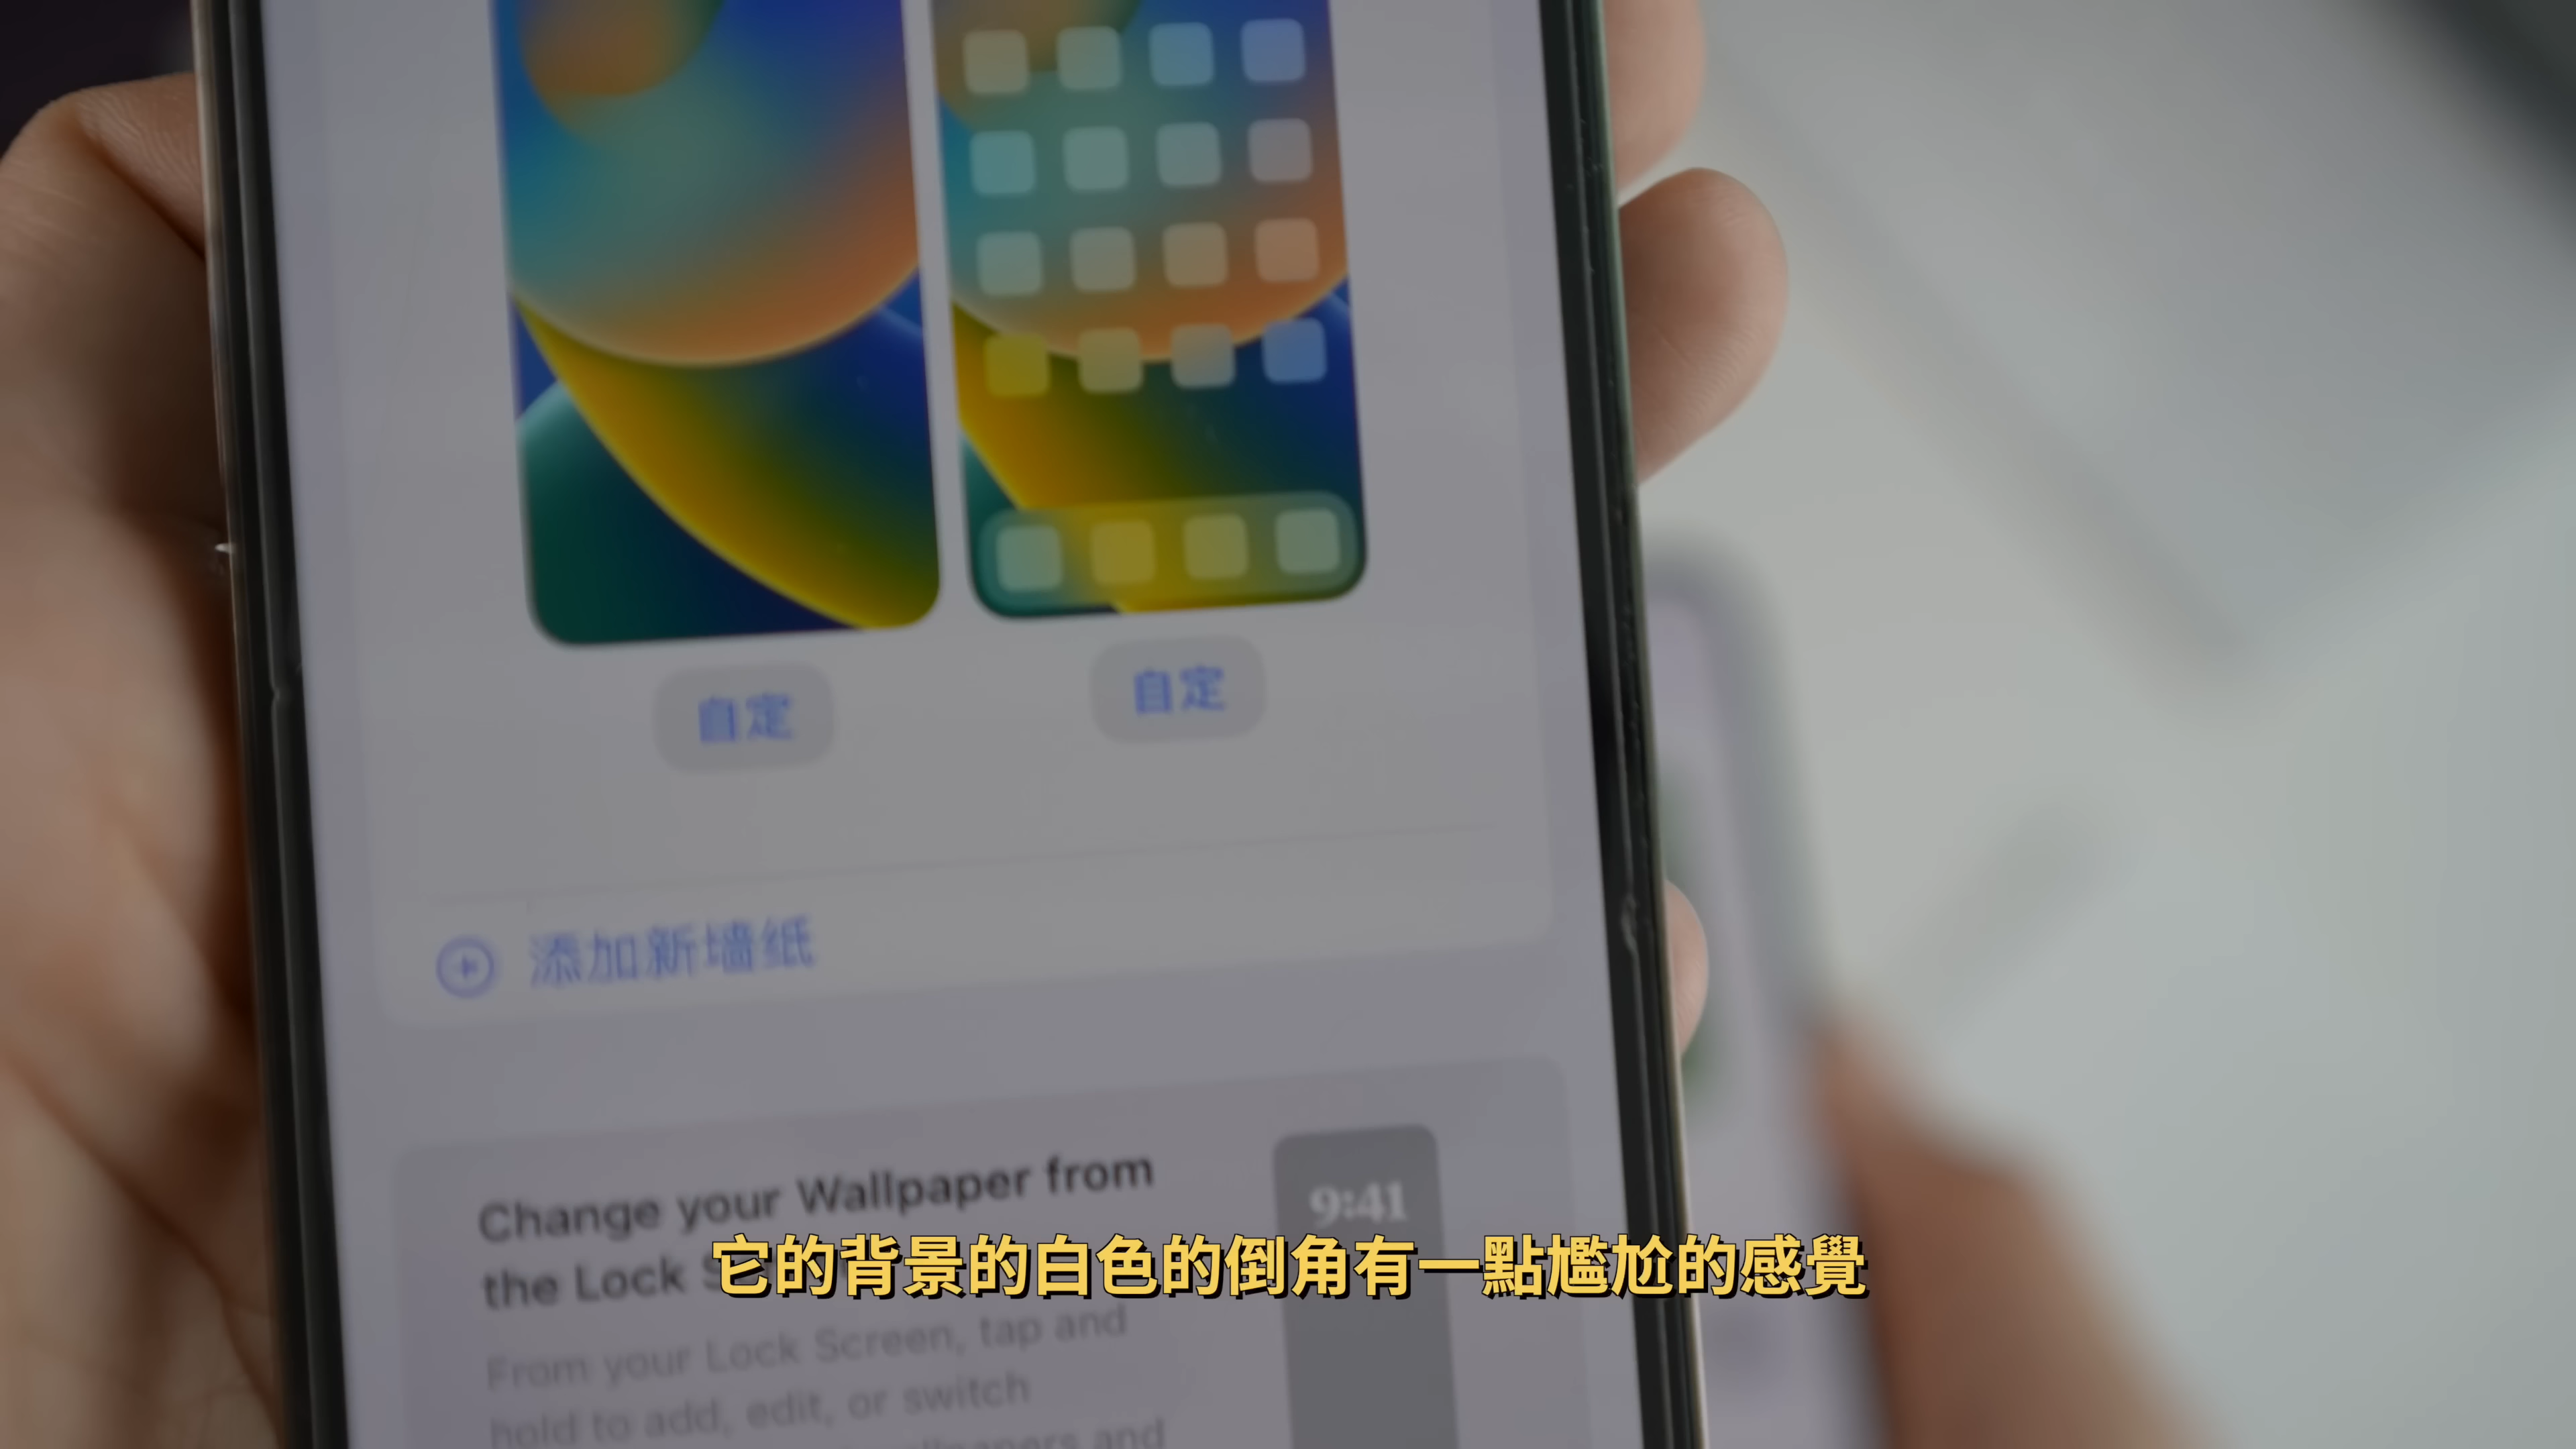 自定
自定
添加新墙纸
Change your Wallpaper from
the Lock
9:41
它的背景的白色的倒角有一點尷尬的感覺
From your Lock Screen, tap and
hold to add, edit, or switch
wallpapers and